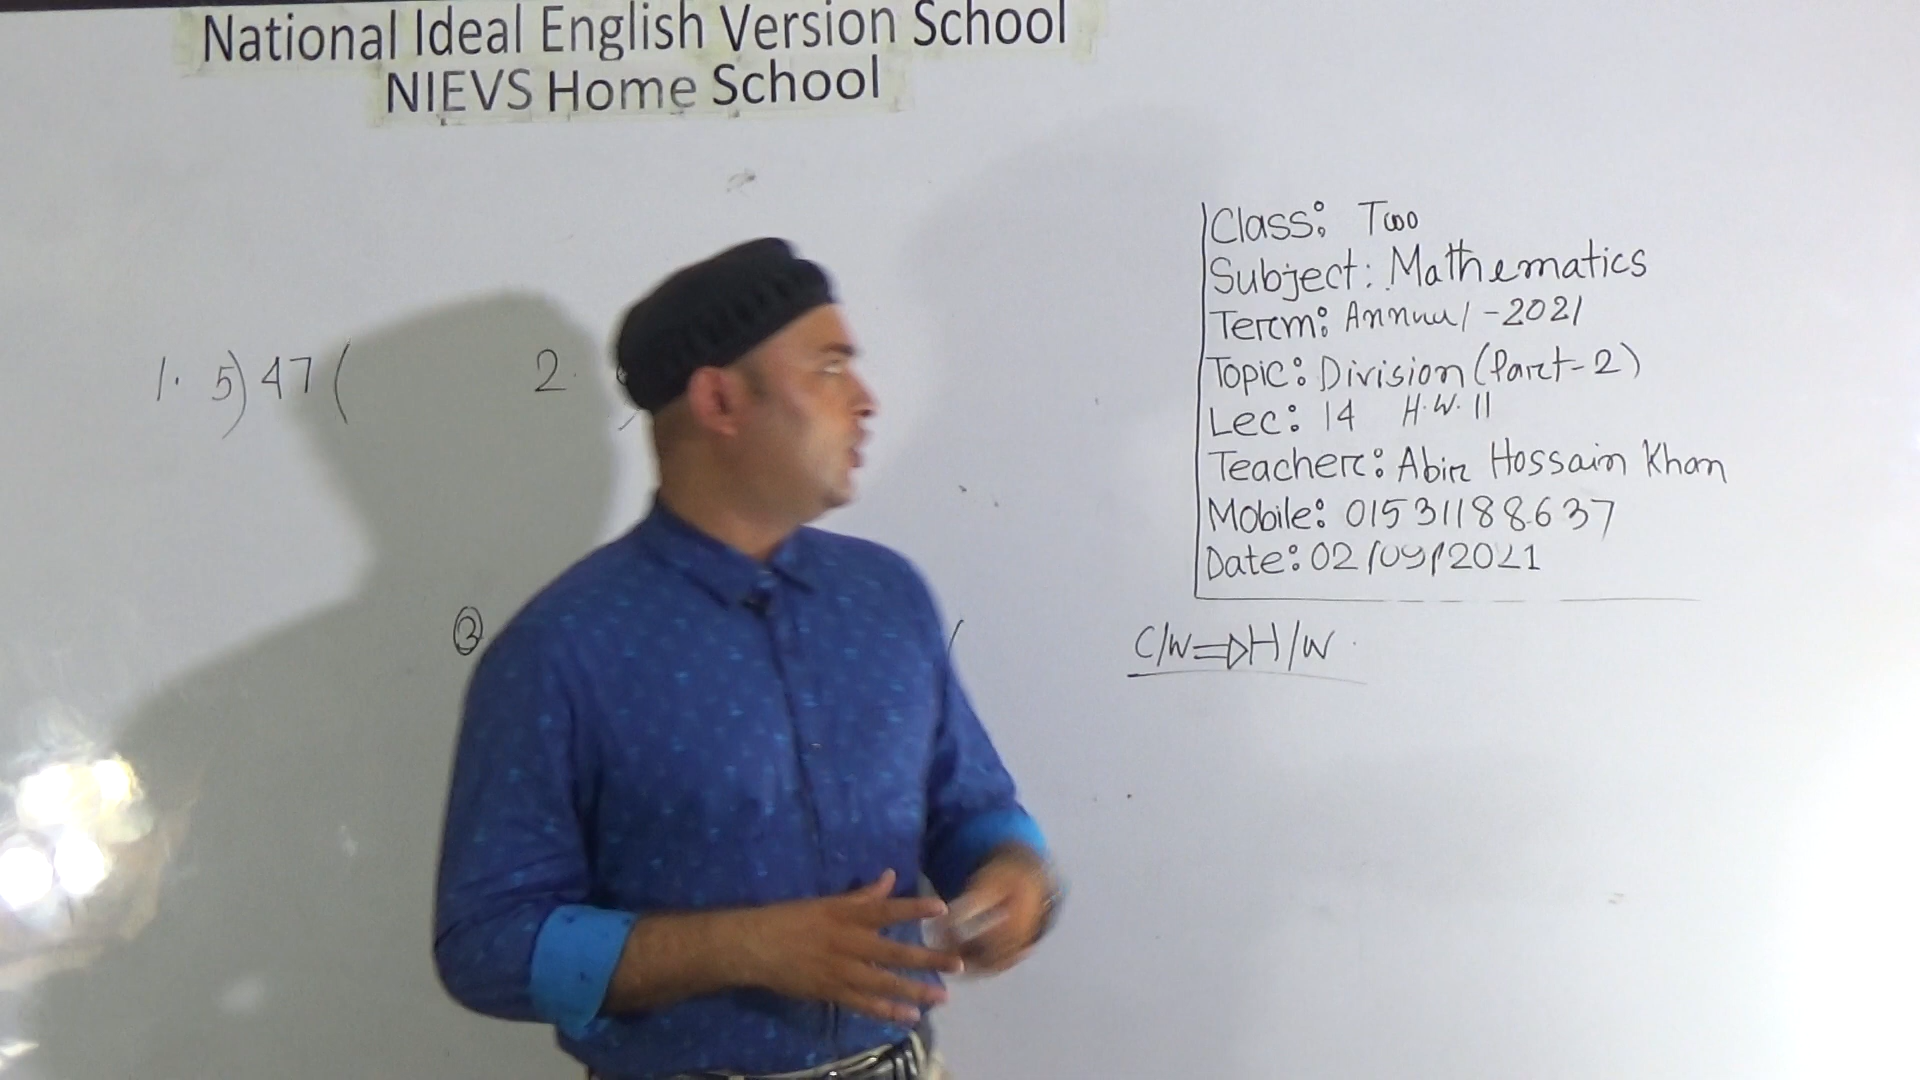 National Ideal English Version School
NIEVS Home School
Class: Two
Subject: Mathematics
Term: Annual -2021
Topic: Division (Part-2)
Lec: 14 H.W. 11
Teacher: Abir Hossain Khan
Mobile: 01531188637
Date: 02/09/2021
1. 5)47(
2.
3
C/W⇒H/W